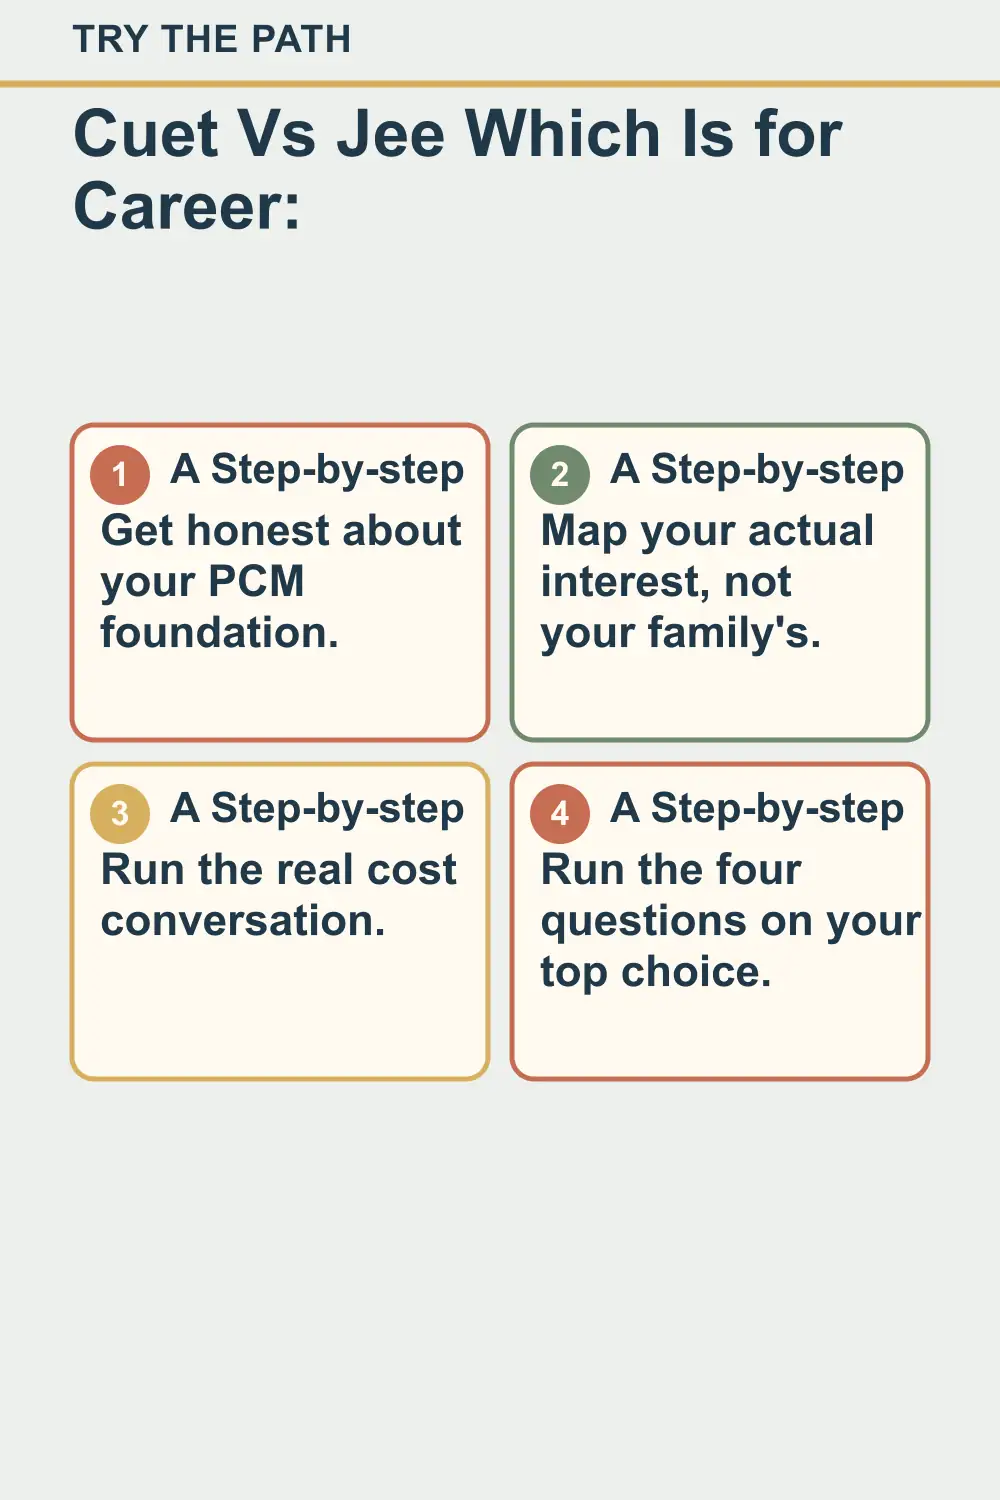 TRY THE PATH
Cuet Vs Jee Which Is for
Career:
1 A Step-by-step
Get honest about
your PCM
foundation.
2 A Step-by-step
Map your actual
interest, not
your family's.
3 A Step-by-step
Run the real cost
conversation.
4 A Step-by-step
Run the four
questions on your
top choice.